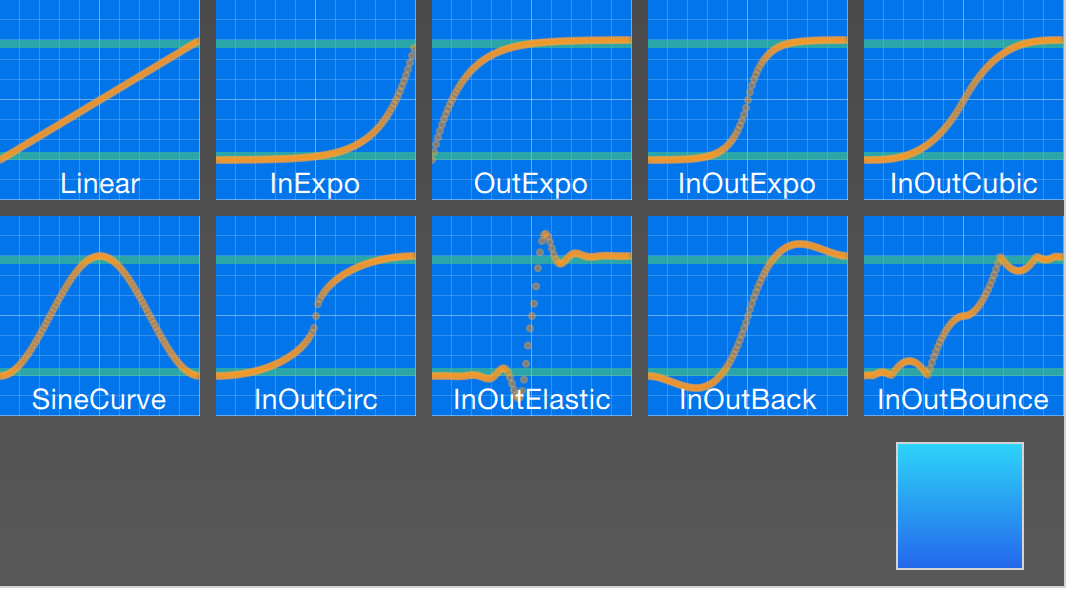 Linear
InExpo
OutExpo
InOutExpo
InOutCubic
SineCurve
InOutCirc
InOutElastic
InOutBack
InOutBounce